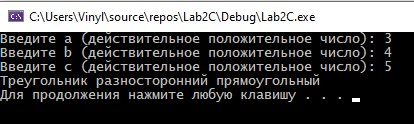 C:\Users\Vinyl\source\repos\Lab2C\Debug\Lab2C.exe
Введите a (действительное положительное число): 3
Введите b (действительное положительное число): 4
Введите c (действительное положительное число): 5
Треугольник разносторонний прямоугольный
Для продолжения нажмите любую клавишу . . .